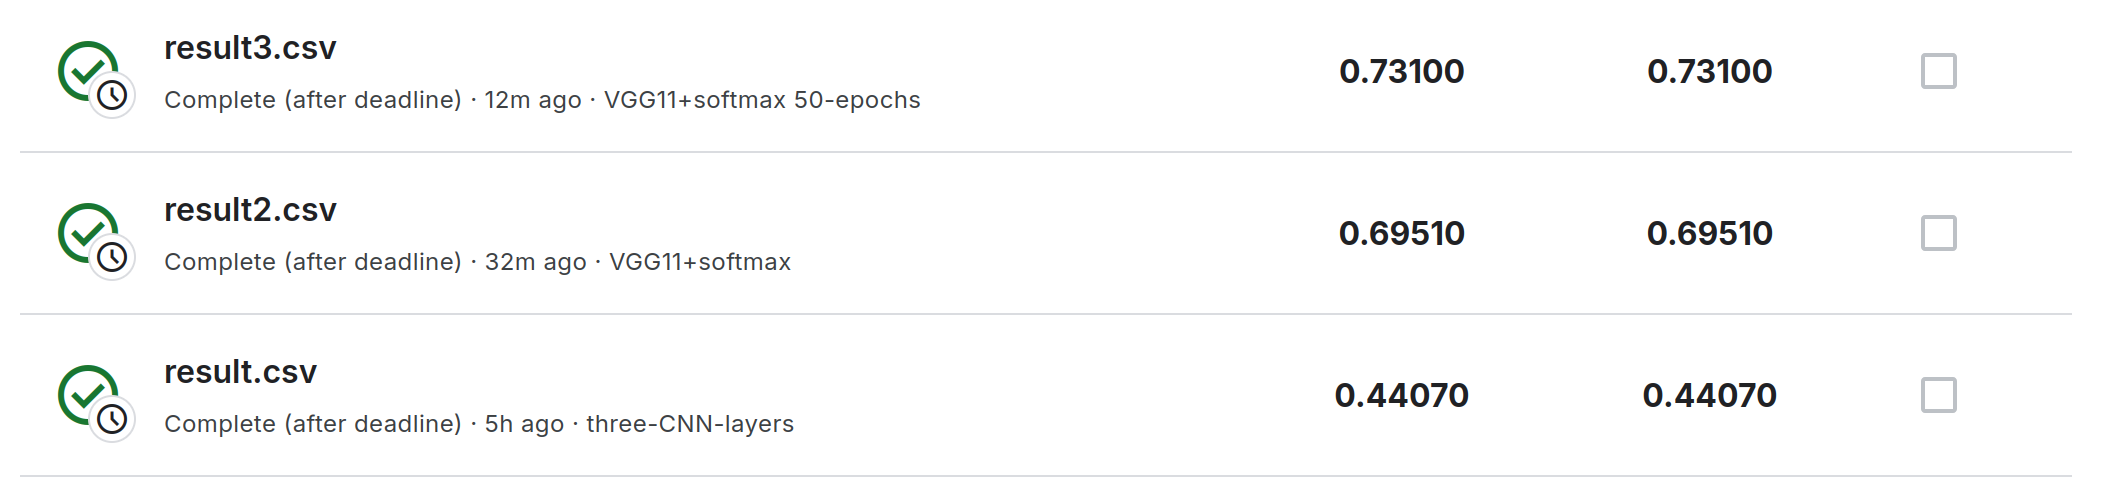 result3.csv
0.73100 0.73100
Complete (after deadline) · 12m ago · VGG11+softmax 50-epochs
result2.csv
0.69510 0.69510
Complete (after deadline) · 32m ago · VGG11+softmax
result.csv
0.44070 0.44070
Complete (after deadline) · 5h ago · three-CNN-layers